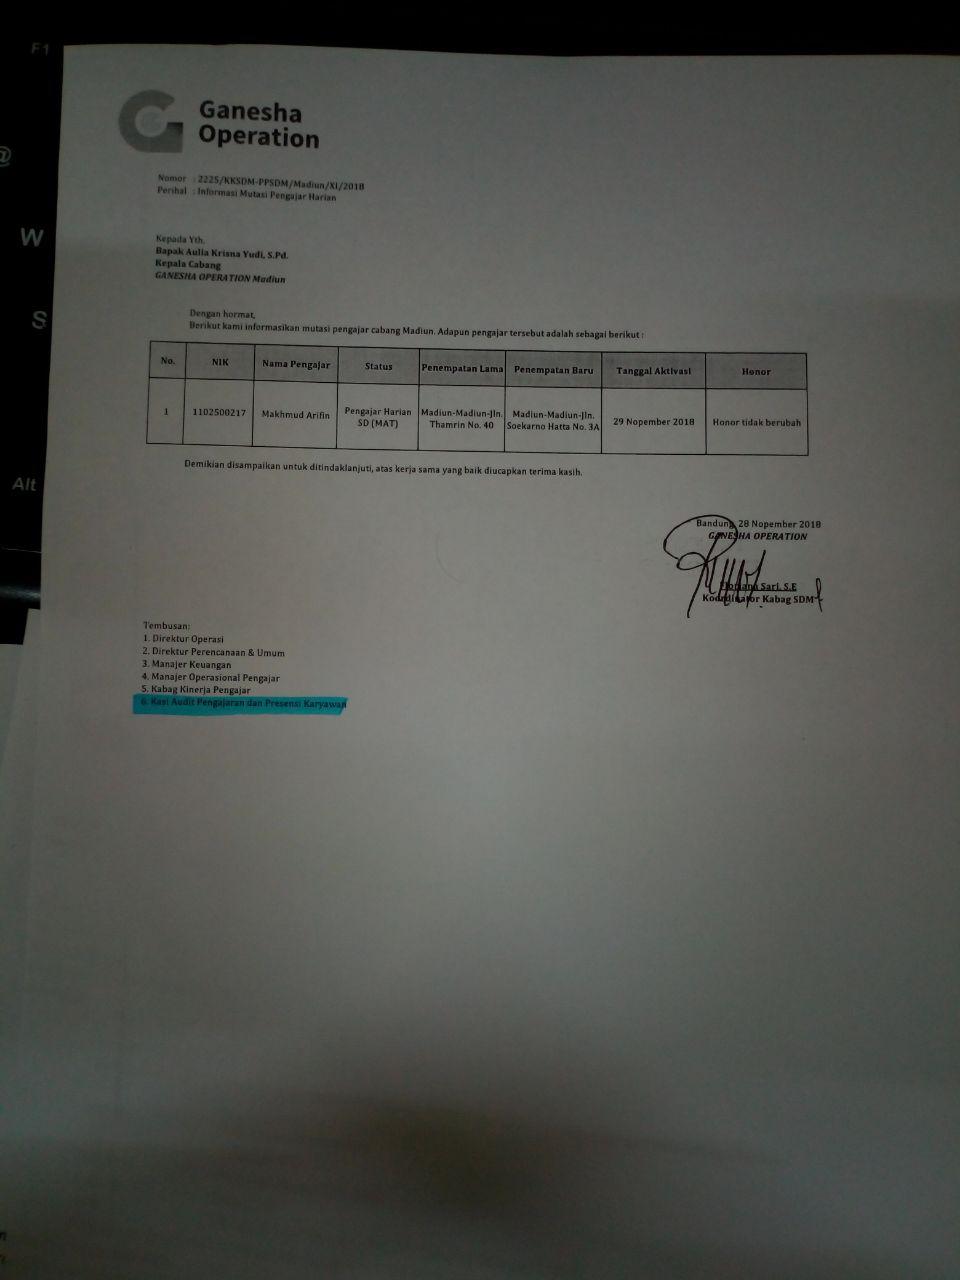 F1
@
W
S
Alt
Ganesha
Operation
Nomor : 2225/KKSDM-PPSDM/Madiun/XI/2018
Perihal : Informasi Mutasi Pengajar Harian
Kepada Yth.
Bapak Aulia Krisna Yudi, S.Pd.
Kepala Cabang
GANESHA OPERATION Madiun
Dengan hormat,
Berikut kami informasikan mutasi pengajar cabang Madiun. Adapun pengajar tersebut adalah sebagai berikut :
No. NIK Nama Pengajar Status Penempatan Lama Penempatan Baru Tanggal Aktivasi Honor
1 1102500217 Makhmud Arifin Pengajar Harian SD (MAT) Madiun-Madiun-Jln. Thamrin No. 40 Madiun-Madiun-Jln. Soekarno Hatta No. 3A 29 Nopember 2018 Honor tidak berubah
Demikian disampaikan untuk ditindaklanjuti, atas kerja sama yang baik diucapkan terima kasih.
Bandung, 28 Nopember 2018
GANESHA OPERATION
Sari, S.E
Koordinator Kabag SDM
Tembusan:
1. Direktur Operasi
2. Direktur Perencanaan & Umum
3. Manajer Keuangan
4. Manajer Operasional Pengajar
5. Kabag Kinerja Pengajar
6. Kasi Audit Pengajaran dan Presensi Karyawan